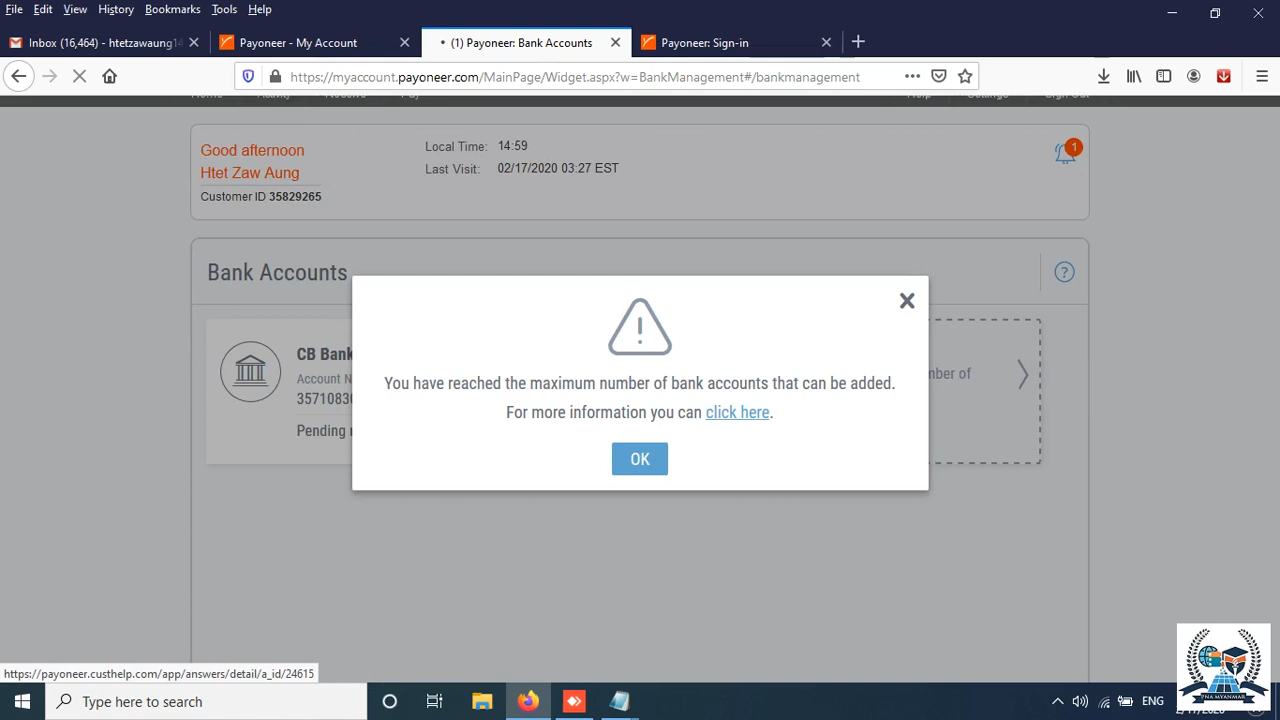 File Edit View History Bookmarks Tools Help
Inbox (16,464) - htetzawaung14
Payoneer - My Account
(1) Payoneer: Bank Accounts
Payoneer: Sign-in
https://myaccount.payoneer.com/MainPage/Widget.aspx?w=BankManagement#/bankmanagement
Good afternoon
Htet Zaw Aung
Customer ID 35829265
Local Time: 14:59
Last Visit: 02/17/2020 03:27 EST
1
Bank Accounts
?
CB Bank
Account N
3571083
Pending
nber of
You have reached the maximum number of bank accounts that can be added.
For more information you can click here.
OK
https://payoneer.custhelp.com/app/answers/detail/a_id/24615
Type here to search
ENG
PNA MYANMAR